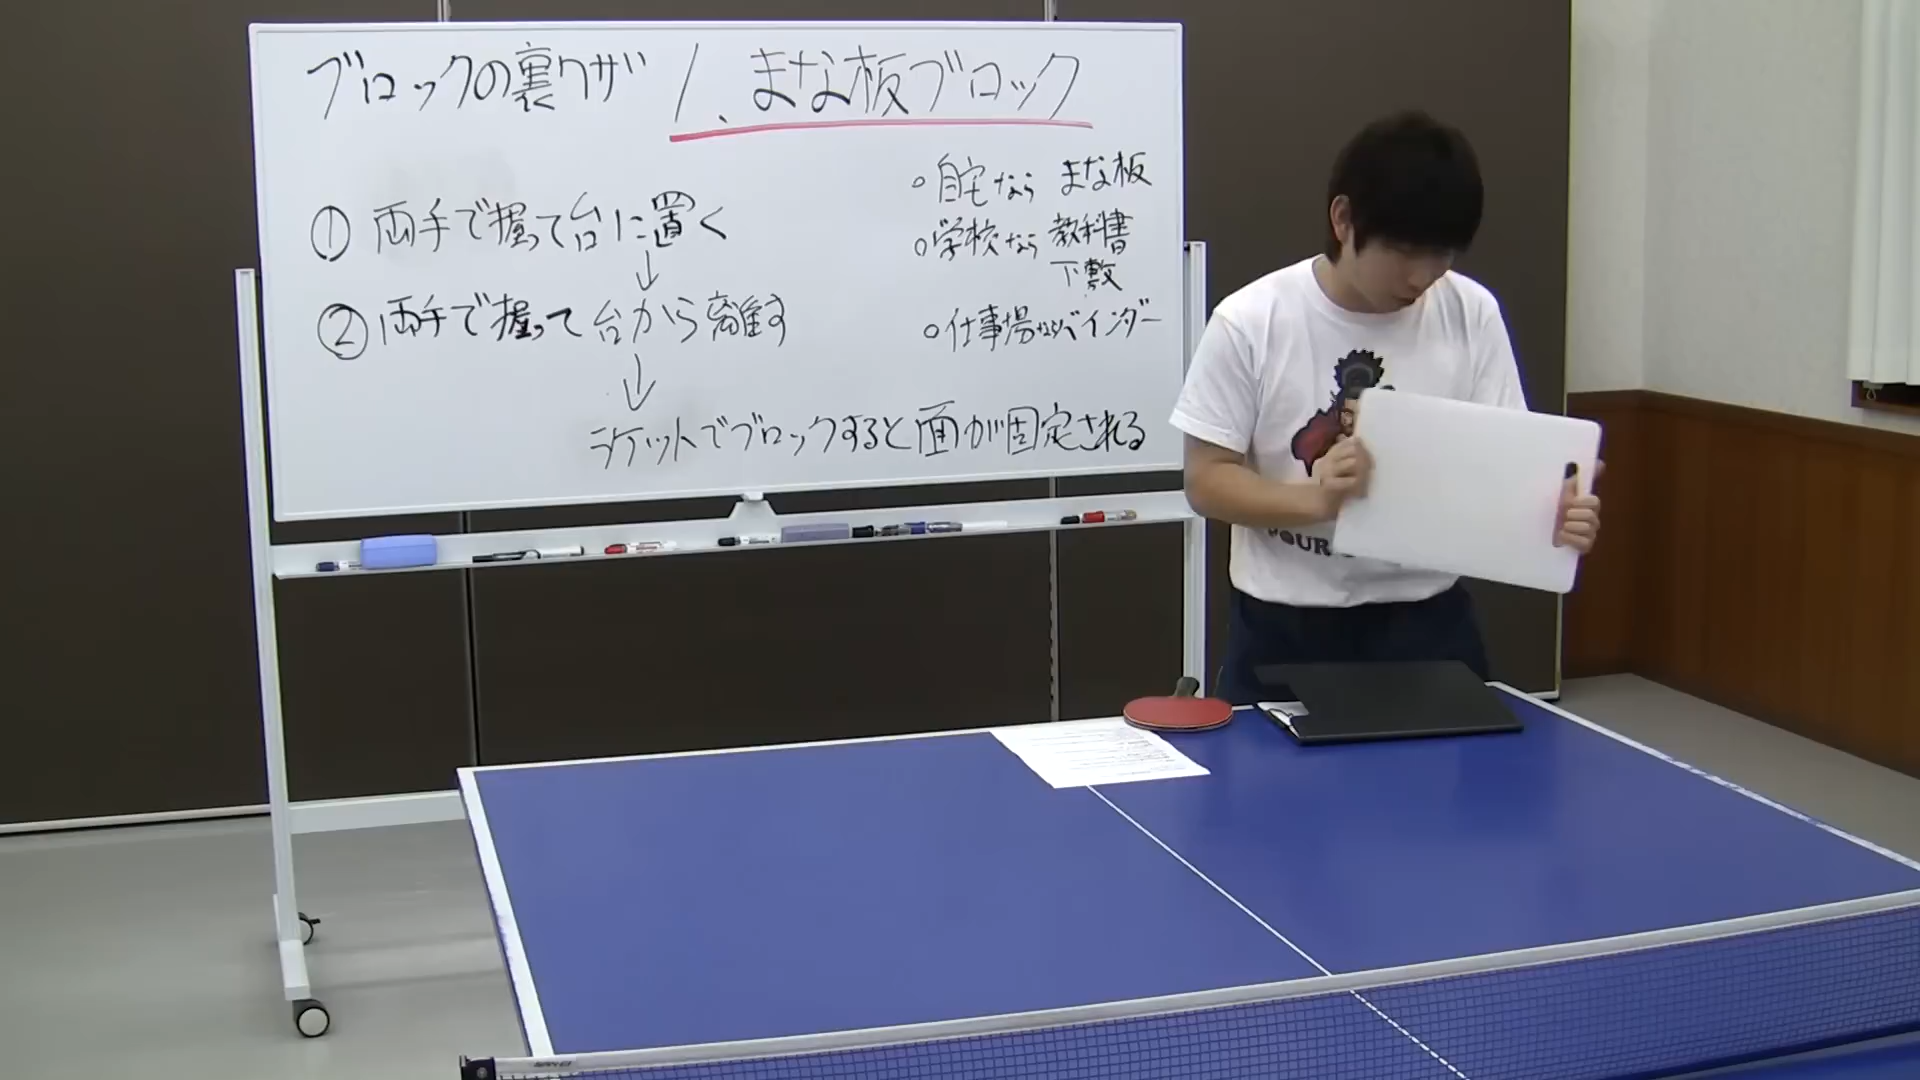 ブロックの裏ワザ 1、まな板ブロック
① 両手で握って台に置く
↓
② 両手で握って台から離す
↓
ラケットでブロックすると面が固定される
○自宅なら まな板
○学校なら 教科書
下敷
○仕事場ならバインダー
OUR